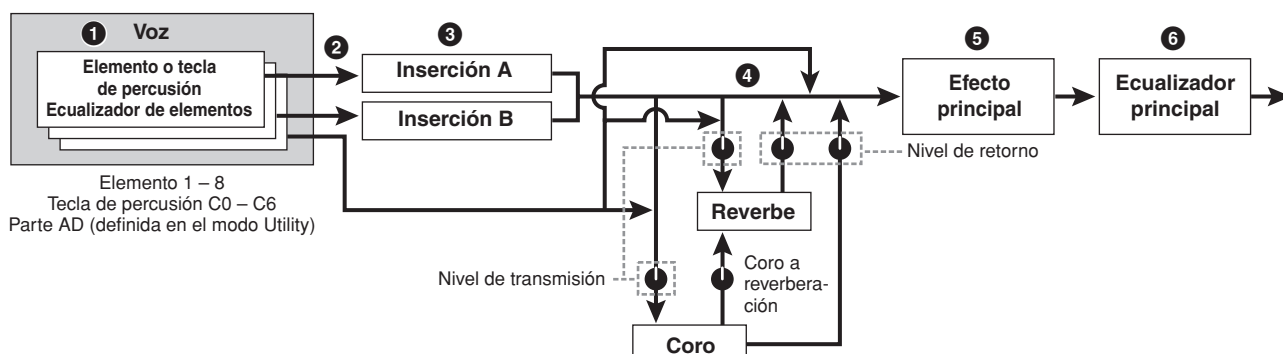 1 Voz
Elemento o tecla
de percusión
Ecualizador de elementos
2
3
Inserción A
Inserción B
Elemento 1 – 8
Tecla de percusión C0 – C6
Parte AD (definida en el modo Utility)
4
5
Efecto
principal
6
Ecualizador
principal
Nivel de retorno
Reverbe
Nivel de transmisión
Coro a
reverbera-
ción
Coro